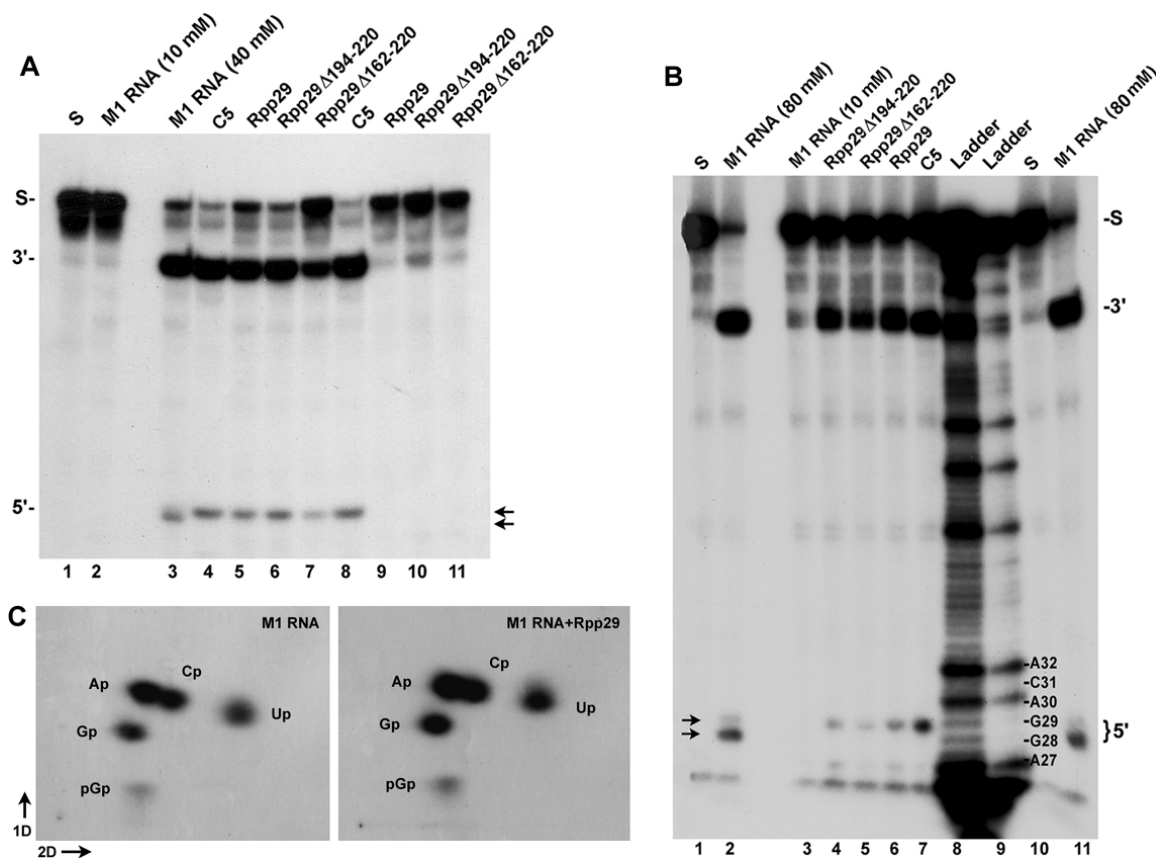 A
S
M1 RNA (10 mM)
M1 RNA (40 mM)
C5
Rpp29
Rpp29Δ194-220
Rpp29Δ162-220
C5
Rpp29
Rpp29Δ194-220
Rpp29Δ162-220
S-
3'-
5'-
1 2 3 4 5 6 7 8 9 10 11
B
S
M1 RNA (80 mM)
M1 RNA (10 mM)
Rpp29Δ194-220
Rpp29Δ162-220
Rpp29
C5
Ladder
Ladder
S
M1 RNA (80 mM)
-S
-3'
-A32
-C31
-A30
-G29
-G28
-A27
}5'
1 2 3 4 5 6 7 8 9 10 11
C
M1 RNA
Ap
Cp
Gp
Up
pGp
1D
2D
M1 RNA+Rpp29
Ap
Cp
Gp
Up
pGp